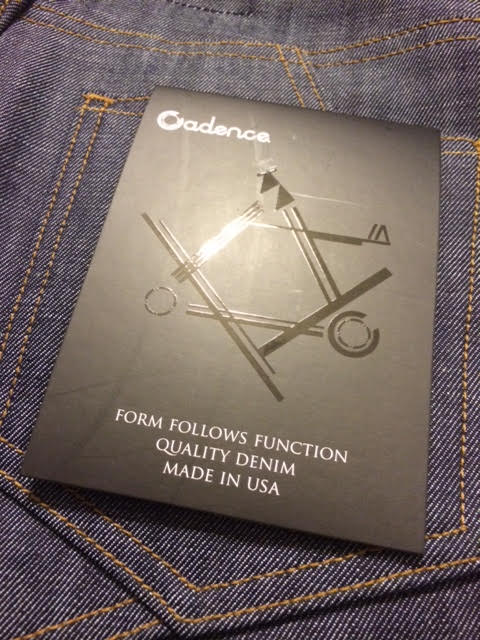 Cadence
FORM FOLLOWS FUNCTION
QUALITY DENIM
MADE IN USA